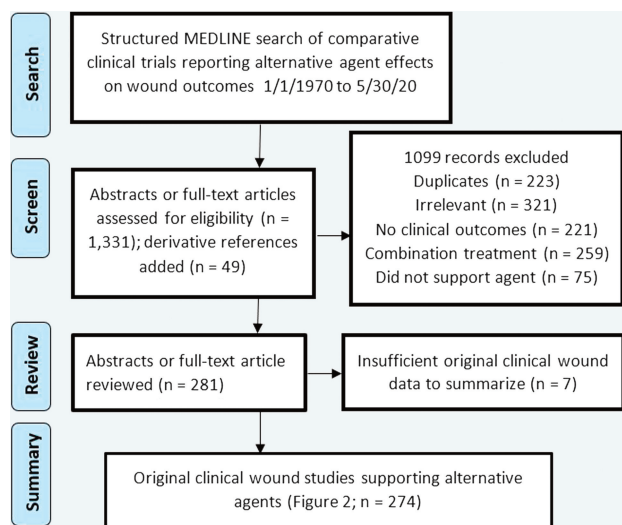 Search
Structured MEDLINE search of comparative
clinical trials reporting alternative agent effects
on wound outcomes 1/1/1970 to 5/30/20
Screen
Abstracts or full-text articles
assessed for eligibility (n =
1,331); derivative references
added (n = 49)
1099 records excluded
Duplicates (n = 223)
Irrelevant (n = 321)
No clinical outcomes (n = 221)
Combination treatment (n = 259)
Did not support agent (n = 75)
Review
Abstracts or full-text article
reviewed (n = 281)
Insufficient original clinical wound
data to summarize (n = 7)
Summary
Original clinical wound studies supporting alternative
agents (Figure 2; n = 274)